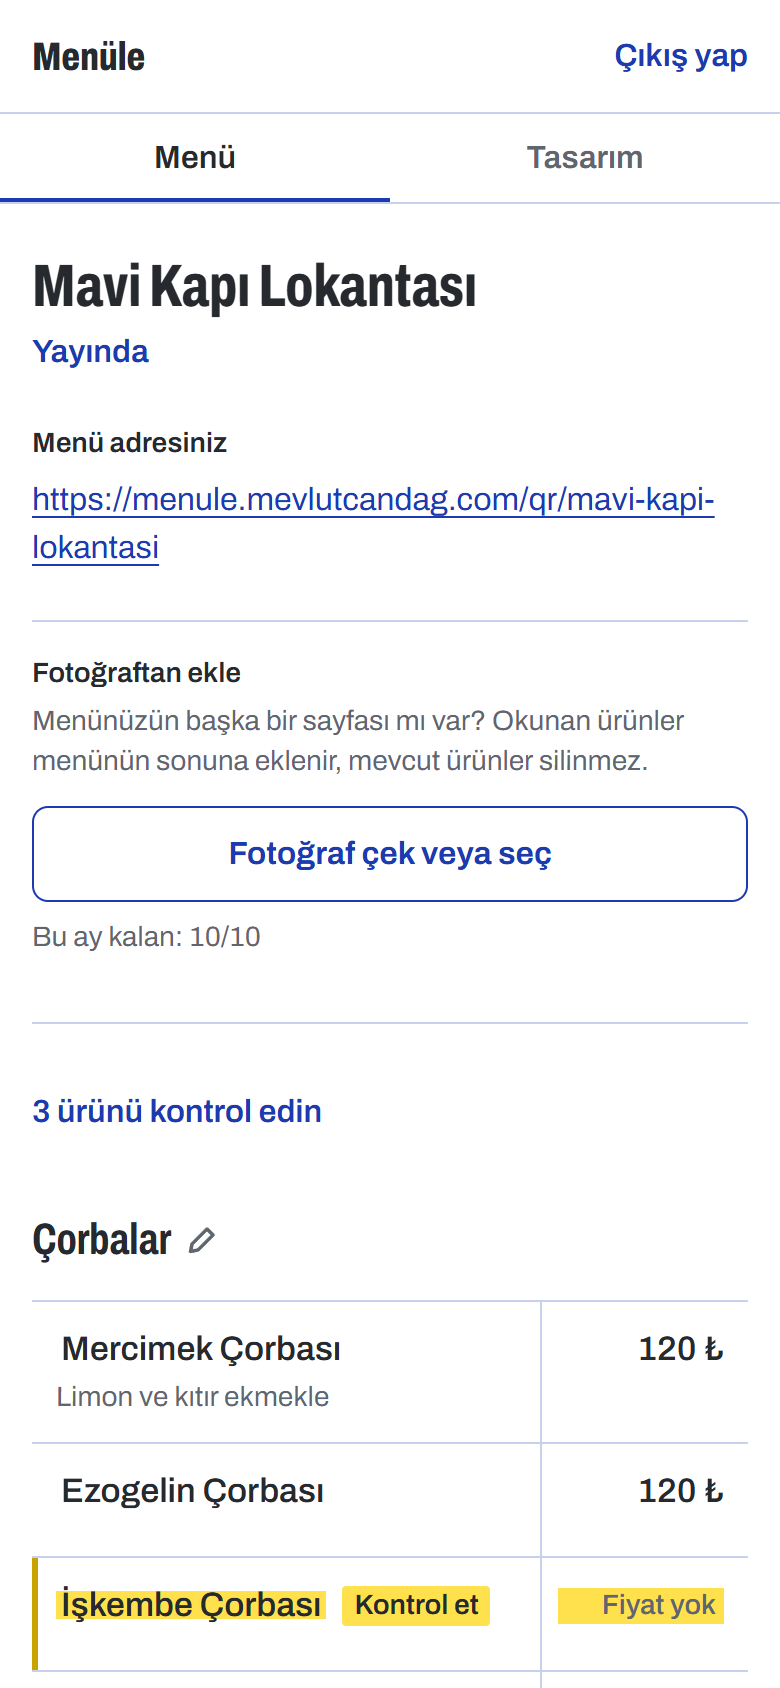 Menüle
Çıkış yap
Menü
Tasarım
Mavi Kapı Lokantası
Yayında
Menü adresiniz
https://menule.mevlutcandag.com/qr/mavi-kapi-
lokantasi
Fotoğraftan ekle
Menünüzün başka bir sayfası mı var? Okunan ürünler
menünün sonuna eklenir, mevcut ürünler silinmez.
Fotoğraf çek veya seç
Bu ay kalan: 10/10
3 ürünü kontrol edin
Çorbalar
Mercimek Çorbası
120 ₺
Limon ve kıtır ekmekle
Ezogelin Çorbası
120 ₺
İşkembe Çorbası
Kontrol et
Fiyat yok